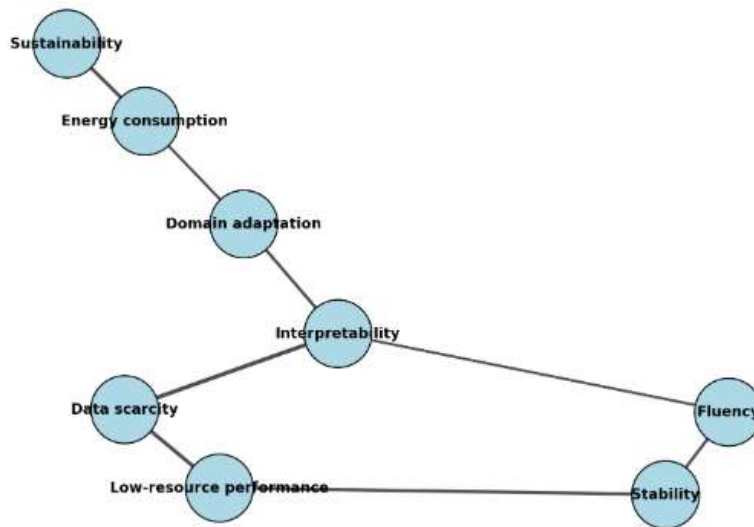 Sustainability
Energy consumption
Domain adaptation
Interpretability
Data scarcity
Fluency
Low-resource performance
Stability